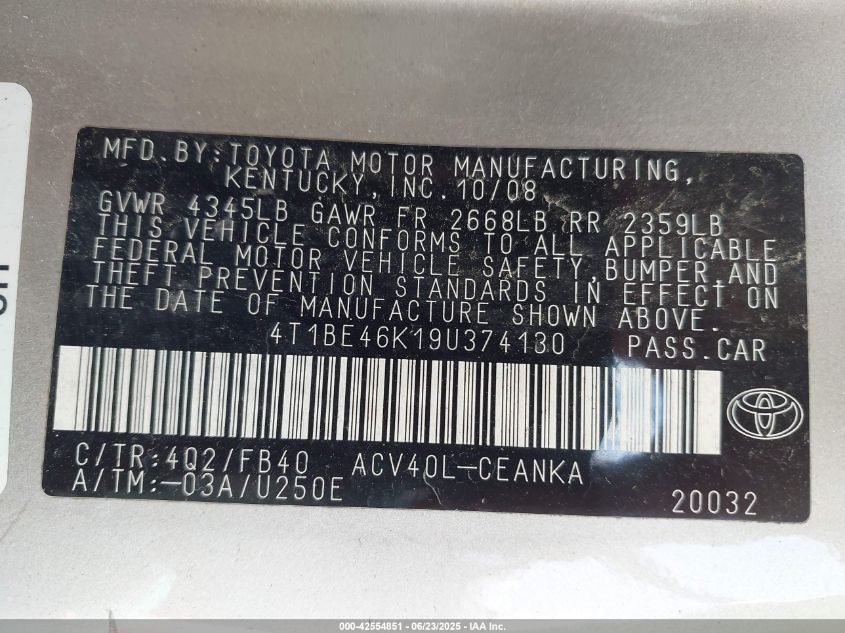 MFD.BY:TOYOTA MOTOR MANUFACTURING,
KENTUCKY,INC.10/08
GVWR 4345LB GAWR FR 2668LB RR 2359LB
THIS VEHICLE CONFORMS TO ALL APPLICABLE
FEDERAL MOTOR VEHICLE SAFETY,BUMPER,AND
THEFT PREVENTION STANDARDS IN EFFECT ON
THE DATE OF MANUFACTURE SHOWN ABOVE.
4T1BE46K19U374130 PASS.CAR
C/TR:4Q2/FB40 ACV40L-CEANKA
A/TM:-03A/U250E
20032
000-42554851 - 06/23/2025 - IAA Inc.